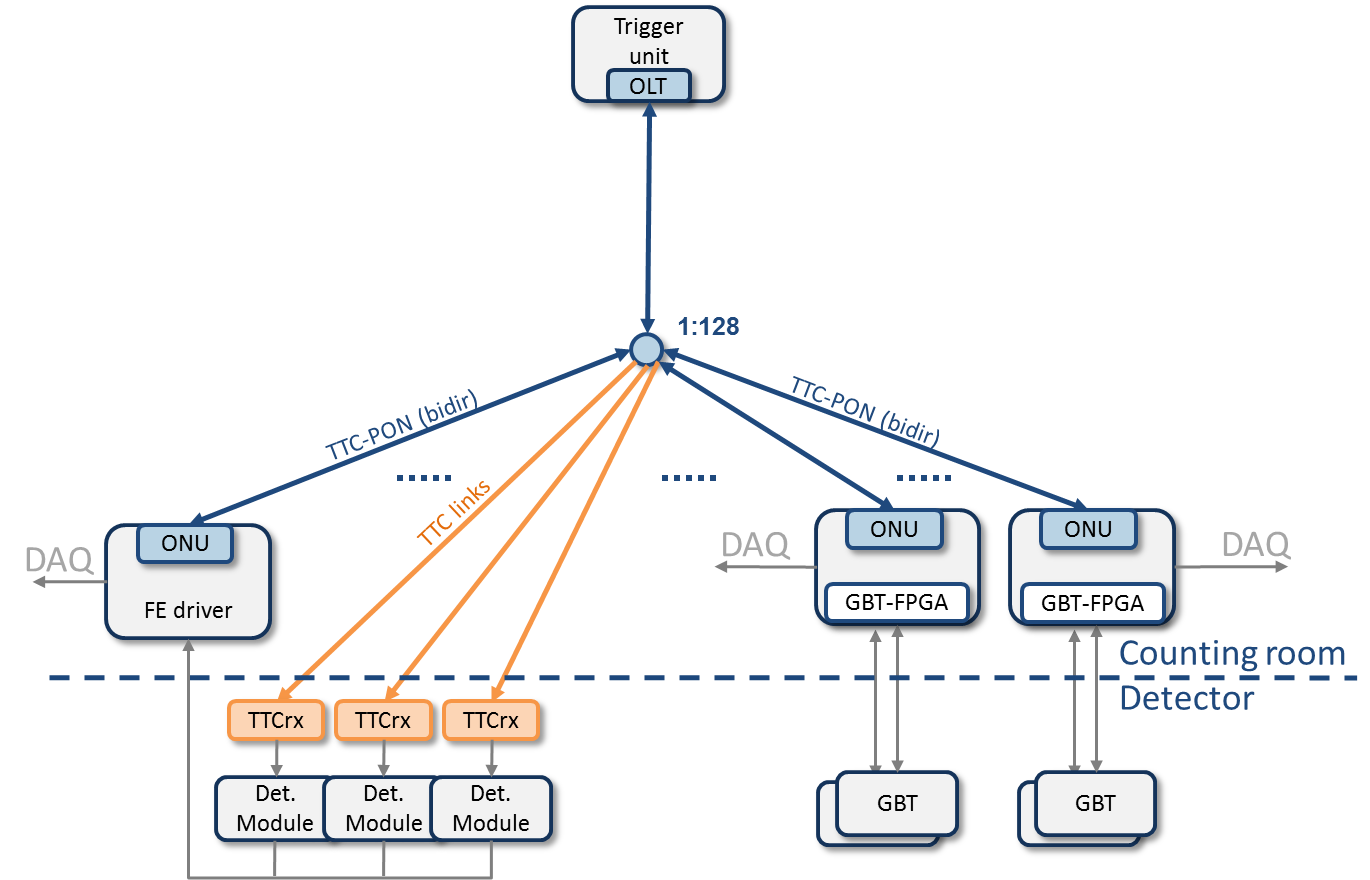 Trigger
unit
OLT
1:128
TTC-PON (bidir)
TTC-PON (bidir)
TTC links
ONU
FE driver
DAQ
DAQ
ONU
GBT-FPGA
ONU
GBT-FPGA
DAQ
Counting room
Detector
TTCrx
TTCrx
TTCrx
Det.
Module
Det.
Module
Det.
Module
GBT
GBT